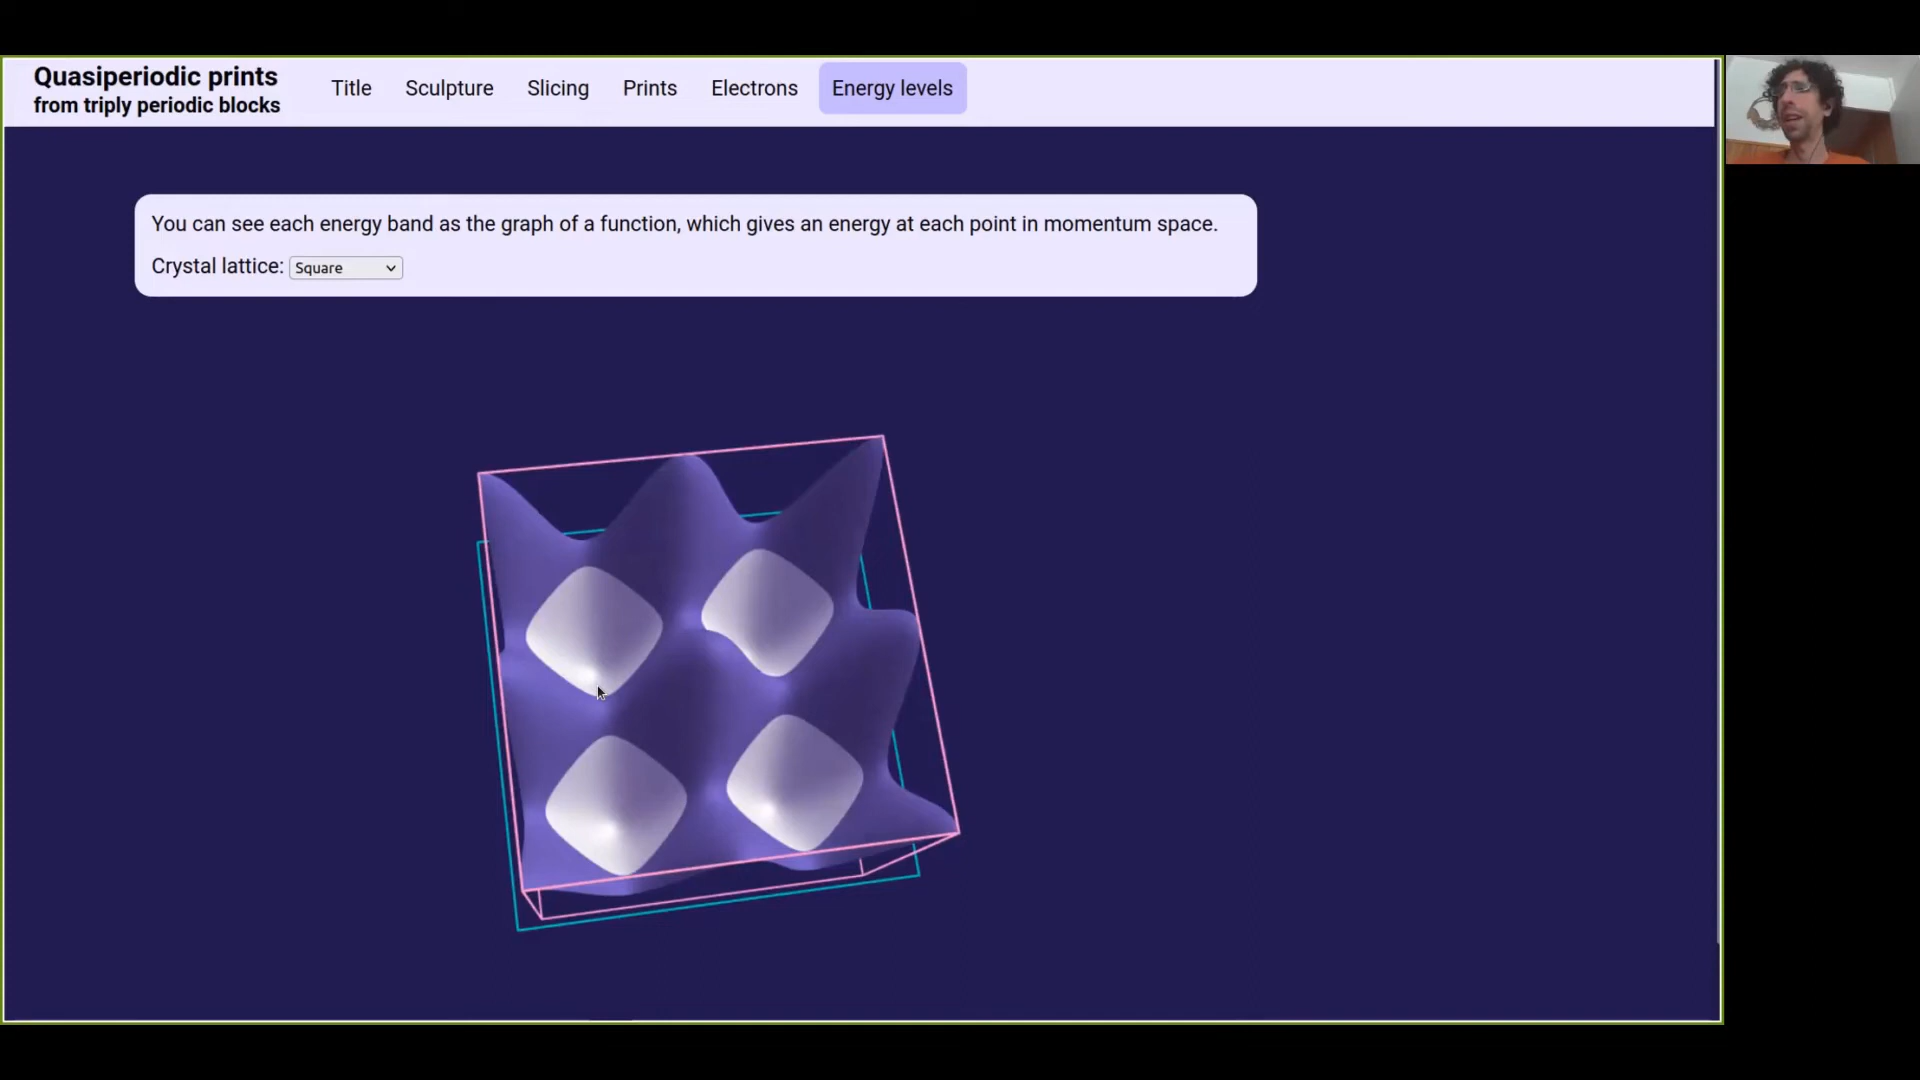 Quasiperiodic prints
from triply periodic blocks
Title
Sculpture
Slicing
Prints
Electrons
Energy levels
You can see each energy band as the graph of a function, which gives an energy at each point in momentum space.
Crystal lattice: Square